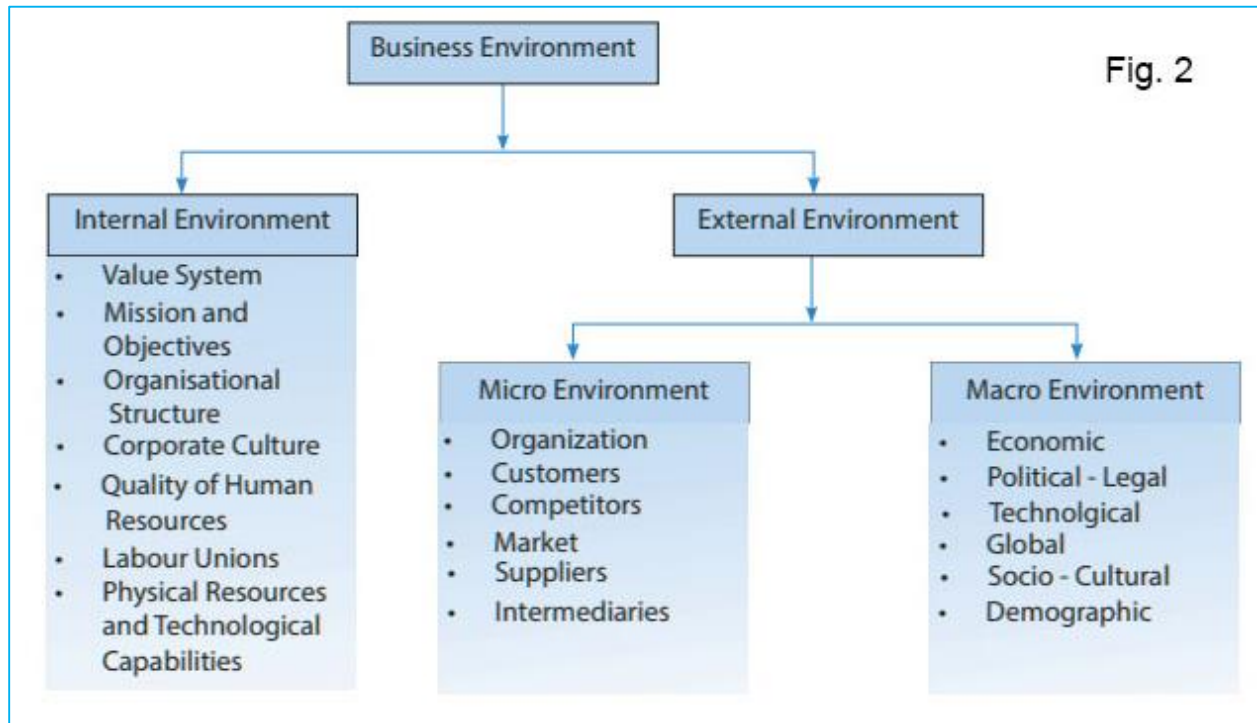 Business Environment
Fig. 2
Internal Environment
• Value System
• Mission and
Objectives
• Organisational
Structure
• Corporate Culture
• Quality of Human
Resources
• Labour Unions
• Physical Resources
and Technological
Capabilities
External Environment
Micro Environment
• Organization
• Customers
• Competitors
• Market
• Suppliers
• Intermediaries
Macro Environment
• Economic
• Political - Legal
• Technolgical
• Global
• Socio - Cultural
• Demographic